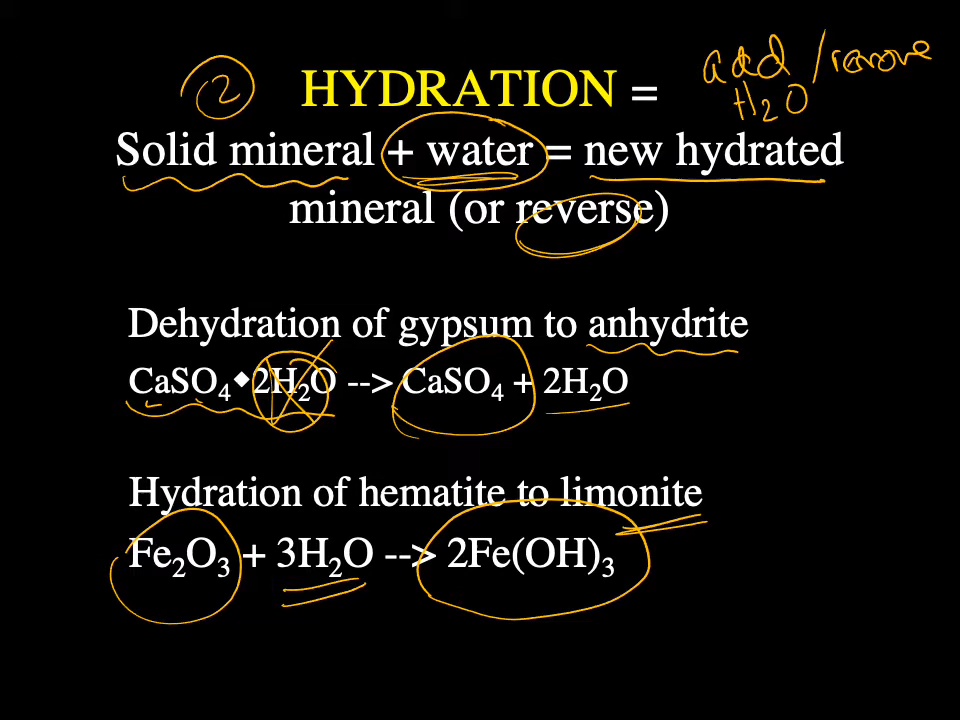 ② HYDRATION = add / remove
H₂O
Solid mineral + water = new hydrated
mineral (or reverse)
Dehydration of gypsum to anhydrite
CaSO₄◆2H₂O --> CaSO₄ + 2H₂O
Hydration of hematite to limonite
Fe₂O₃ + 3H₂O --> 2Fe(OH)₃